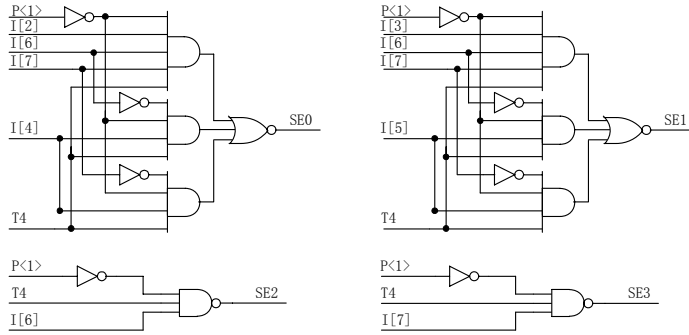 P<1>
I[2]
I[6]
I[7]
I[4]
T4
SE0
P<1>
I[3]
I[6]
I[7]
I[5]
T4
SE1
P<1>
T4
I[6]
SE2
P<1>
T4
I[7]
SE3